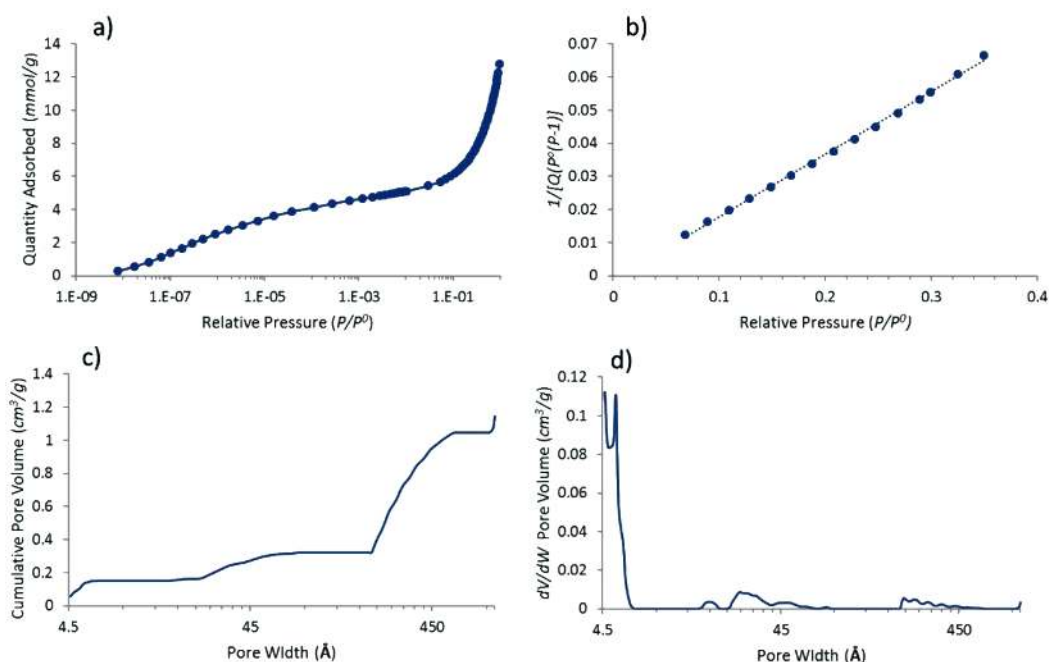 a)
14
12
10
8
6
4
2
0
Quantity Adsorbed (mmol/g)
1.E-09 1.E-07 1.E-05 1.E-03 1.E-01
Relative Pressure (P/P⁰)
b)
0.07
0.06
0.05
0.04
0.03
0.02
0.01
0
1/[Q(P⁰(P-1)]
0 0.1 0.2 0.3 0.4
Relative Pressure (P/P⁰)
c)
1.4
1.2
1
0.8
0.6
0.4
0.2
0
Cumulative Pore Volume (cm³/g)
4.5 45 450
Pore WIdth (Å)
d)
0.12
0.1
0.08
0.06
0.04
0.02
0
dV/dW Pore Volume (cm³/g)
4.5 45 450
Pore WIdth (Å)